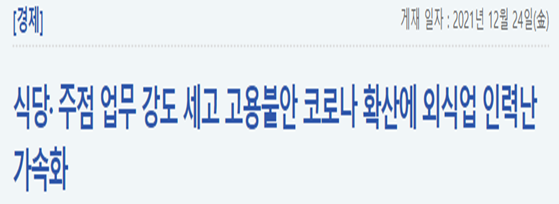 [경제]
게재 일자 : 2021년 12월 24일(金)
식당· 주점 업무 강도 세고 고용불안 코로나 확산에 외식업 인력난
가속화